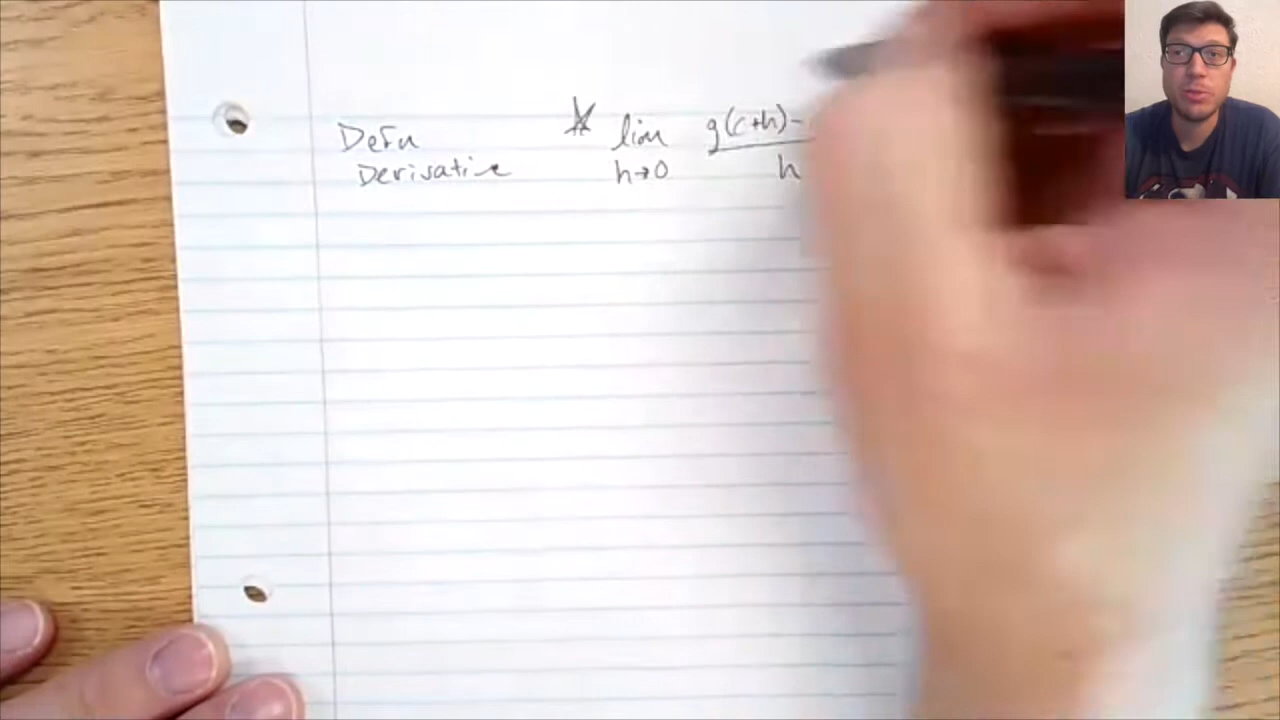 Defn ☆ lim g(c+h)-
Derivative h→0 h